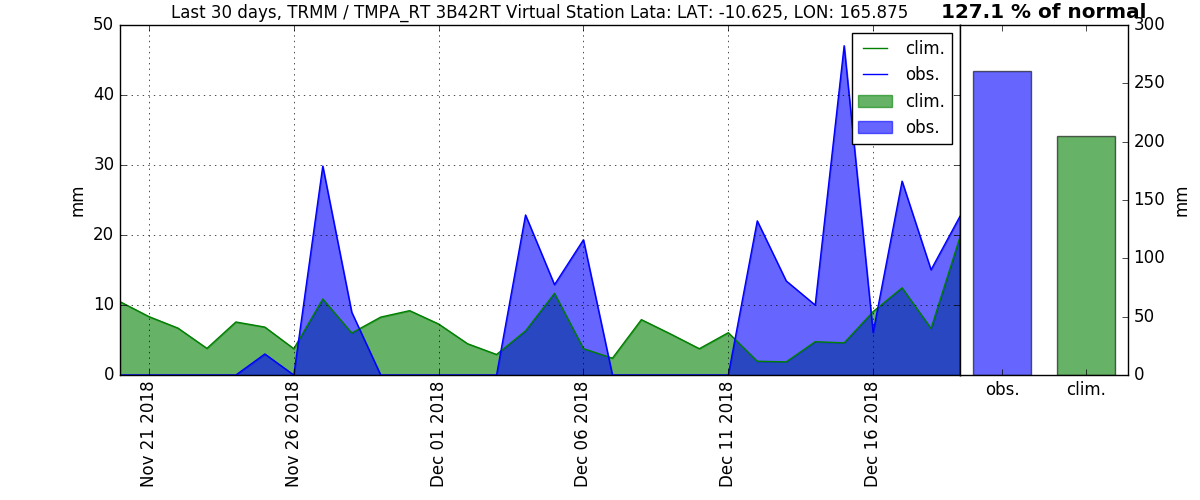 Last 30 days, TRMM / TMPA_RT 3B42RT Virtual Station Lata: LAT: -10.625, LON: 165.875
127.1 % of normal
50
40
30
20
10
0
mm
clim.
obs.
clim.
obs.
300
250
200
150
100
50
0
mm
Nov 21 2018
Nov 26 2018
Dec 01 2018
Dec 06 2018
Dec 11 2018
Dec 16 2018
obs.
clim.